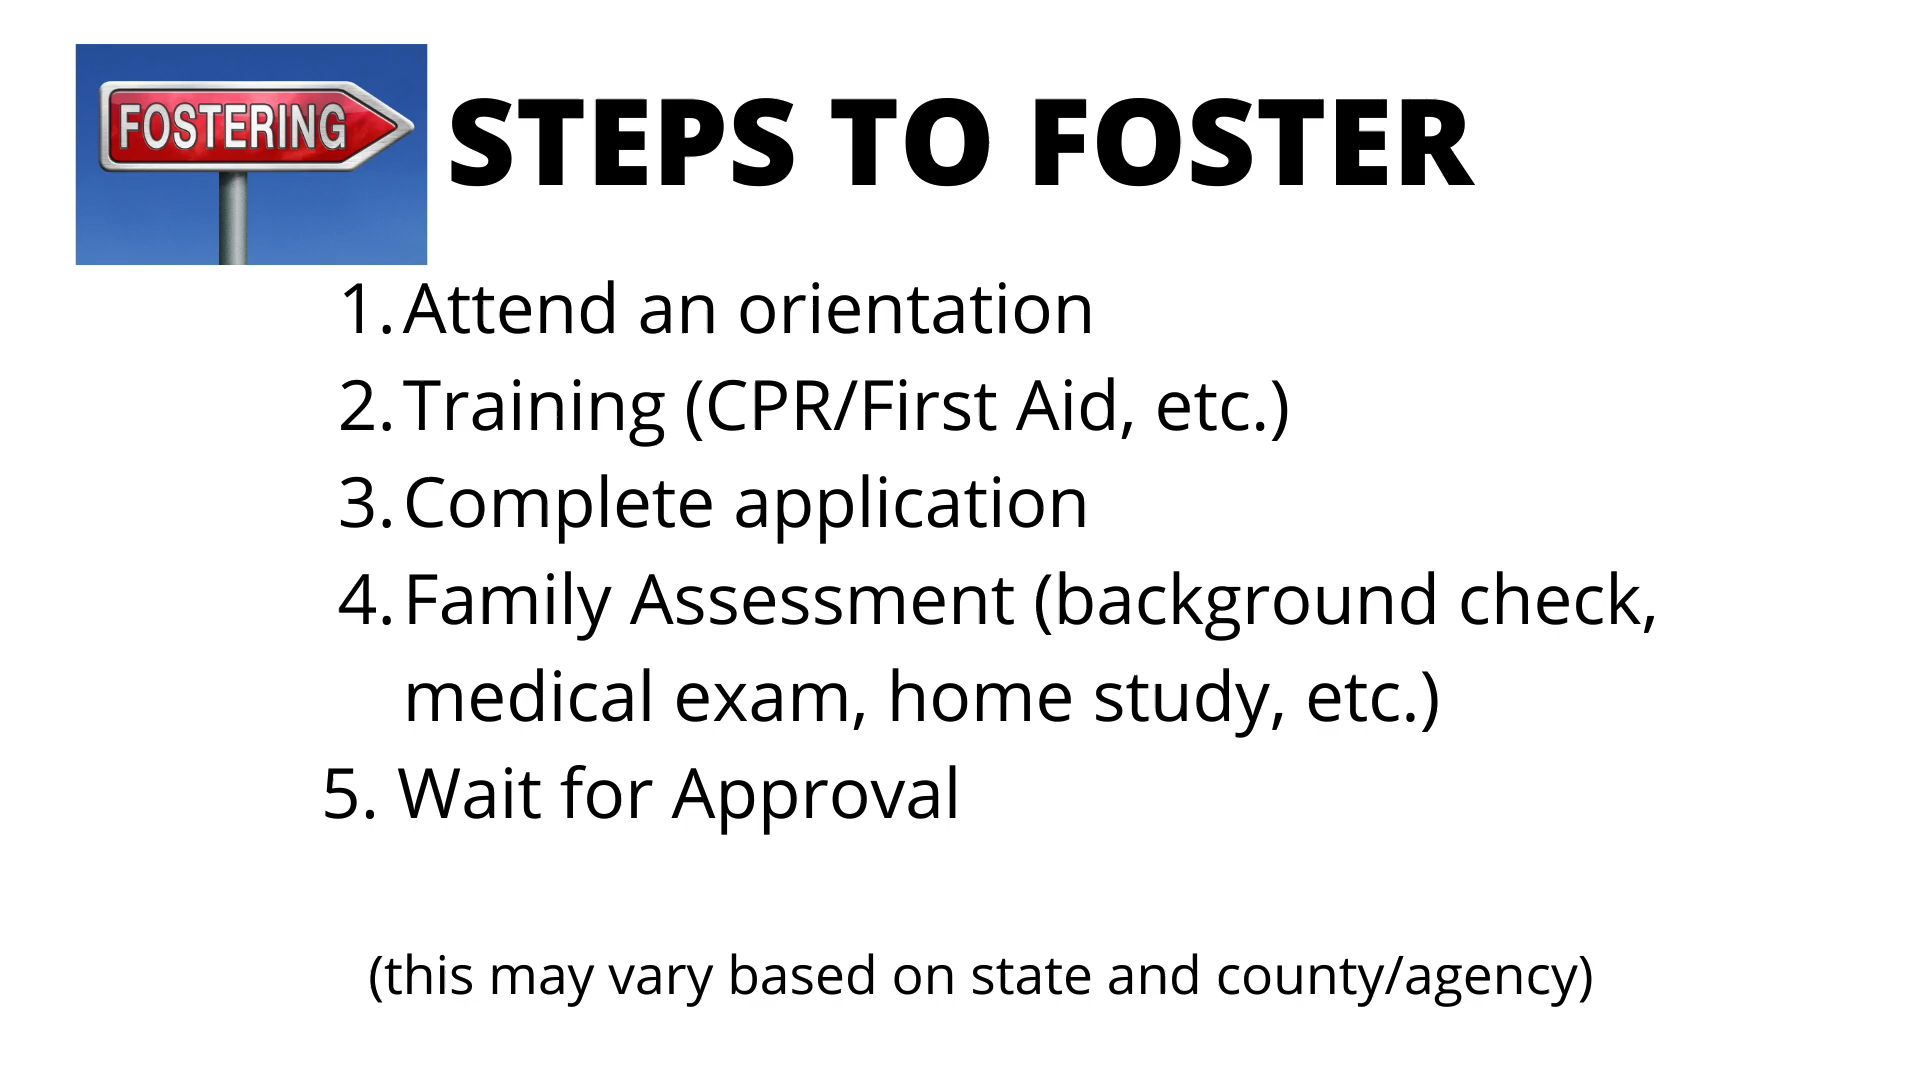 FOSTERING
STEPS TO FOSTER
1. Attend an orientation
2. Training (CPR/First Aid, etc.)
3. Complete application
4. Family Assessment (background check,
medical exam, home study, etc.)
5. Wait for Approval
(this may vary based on state and county/agency)